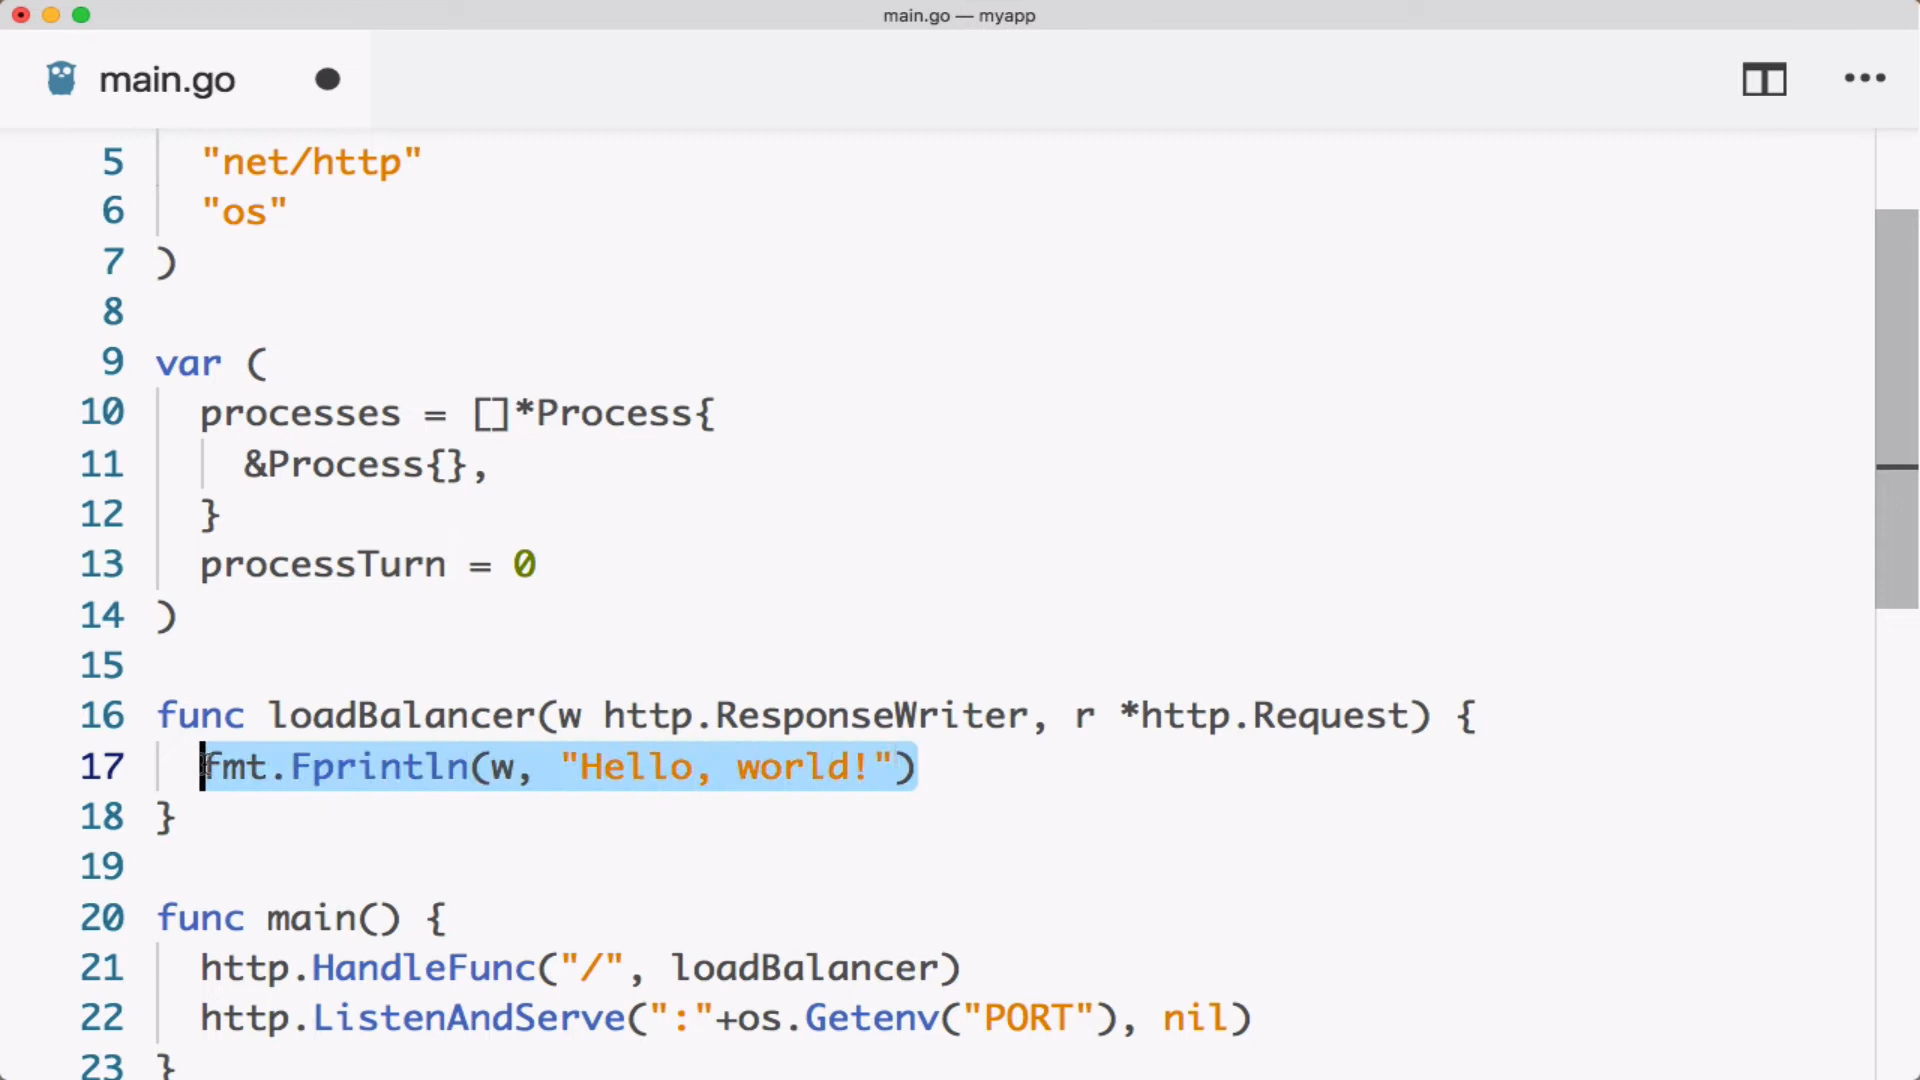 main.go — myapp
main.go
5 "net/http"
6 "os"
7 )
8
9 var (
10 processes = []*Process{
11 &Process{},
12 }
13 processTurn = 0
14 )
15
16 func loadBalancer(w http.ResponseWriter, r *http.Request) {
17 fmt.Fprintln(w, "Hello, world!")
18 }
19
20 func main() {
21 http.HandleFunc("/", loadBalancer)
22 http.ListenAndServe(":"+os.Getenv("PORT"), nil)
23 }